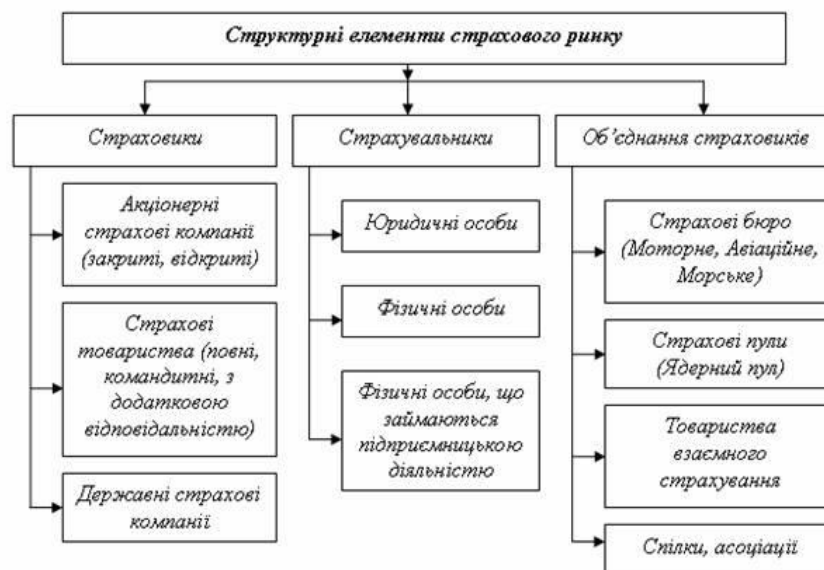 Структурні елементи страхового ринку
Страховики
Страхувальники
Об’єднання страховиків
Акціонерні
страхові компанії
(закриті, відкриті)
Страхові
товариства (повні,
командитні, з
додатковою
відповідальністю)
Державні страхові
компанії
Юридичні особи
Фізичні особи
Фізичні особи, що
займаються
підприємницькою
діяльністю
Страхові бюро
(Моторне, Авіаційне,
Морське)
Страхові пули
(Ядерний пул)
Товариства
взаємного
страхування
Спілки, асоціації